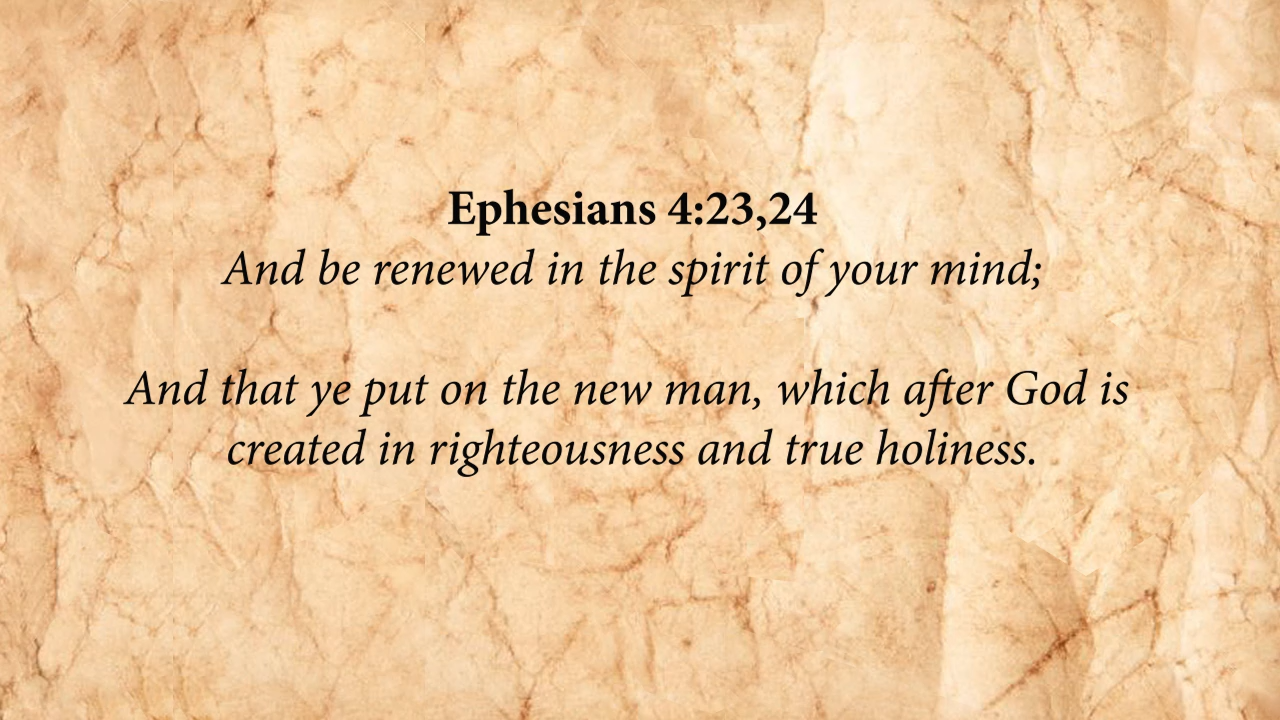 Ephesians 4:23,24
And be renewed in the spirit of your mind;
And that ye put on the new man, which after God is
created in righteousness and true holiness.